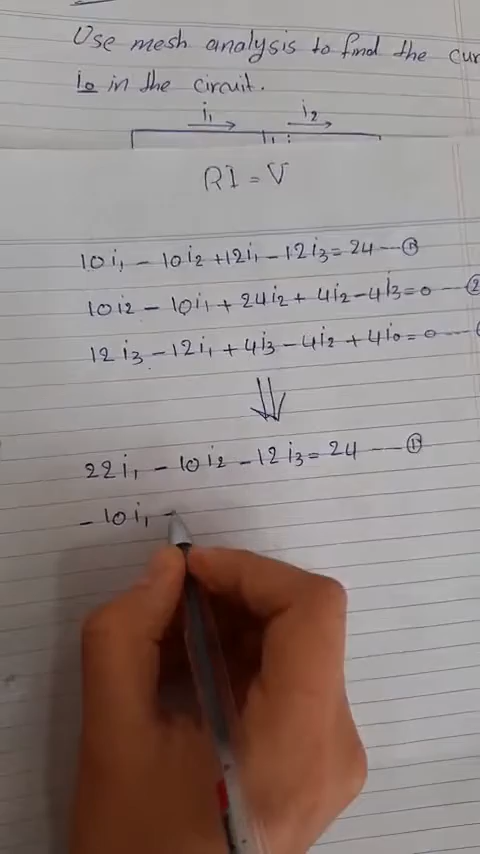 Use mesh analysis to find the cur
io in the circuit.
i1 i2
RI = V
10i1 - 10i2 + 12i1 - 12i3 = 24 — ①
10i2 - 10i1 + 24i2 + 4i2 - 4i3 = 0 — ②
12i3 - 12i1 + 4i3 - 4i2 + 4i0 = 0 —
22i1 - 10i2 - 12i3 = 24 — ①
- 10i1 -